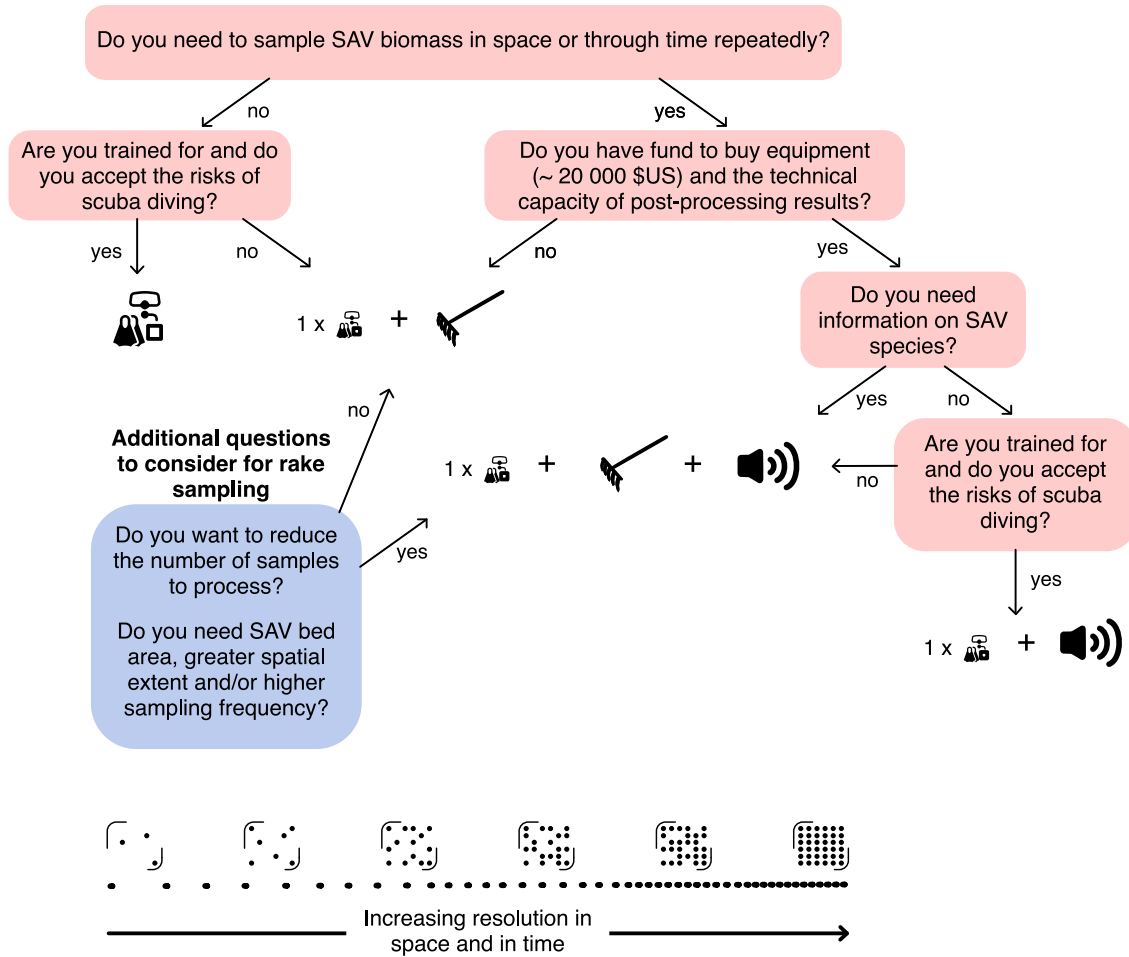 Do you need to sample SAV biomass in space or through time repeatedly?
no
yes
Are you trained for and do
you accept the risks of
scuba diving?
Do you have fund to buy equipment
(~ 20 000 $US) and the technical
capacity of post-processing results?
yes
no
no
yes
Do you need
information on SAV
species?
1 x
+
yes
no
no
Additional questions
to consider for rake
sampling
Are you trained for
and do you accept
the risks of scuba
diving?
1 x
+
+
no
Do you want to reduce
the number of samples
to process?
yes
Do you need SAV bed
area, greater spatial
extent and/or higher
sampling frequency?
yes
1 x
+
Increasing resolution in
space and in time